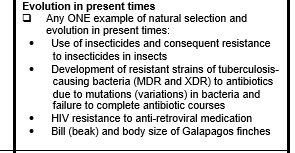 Evolution in present times
❑ Any ONE example of natural selection and
evolution in present times:
• Use of insecticides and consequent resistance
to insecticides in insects
• Development of resistant strains of tuberculosis-
causing bacteria (MDR and XDR) to antibiotics
due to mutations (variations) in bacteria and
failure to complete antibiotic courses
• HIV resistance to anti-retroviral medication
• Bill (beak) and body size of Galapagos finches